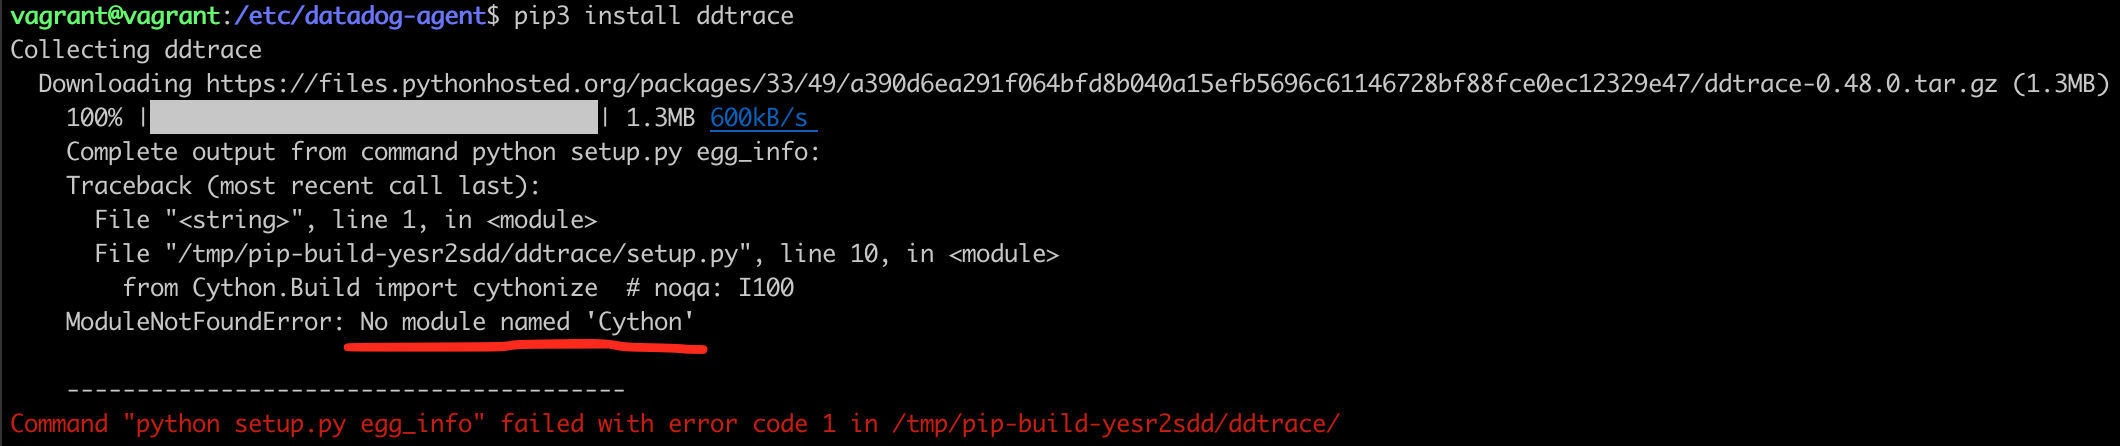 vagrant@vagrant:/etc/datadog-agent$ pip3 install ddtrace
Collecting ddtrace
  Downloading https://files.pythonhosted.org/packages/33/49/a390d6ea291f064bfd8b040a15efb5696c61146728bf88fce0ec12329e47/ddtrace-0.48.0.tar.gz (1.3MB)
    100% |████████████████████████████████| 1.3MB 600kB/s
    Complete output from command python setup.py egg_info:
    Traceback (most recent call last):
      File "<string>", line 1, in <module>
      File "/tmp/pip-build-yesr2sdd/ddtrace/setup.py", line 10, in <module>
        from Cython.Build import cythonize  # noqa: I100
    ModuleNotFoundError: No module named 'Cython'
    ----------------------------------------
Command "python setup.py egg_info" failed with error code 1 in /tmp/pip-build-yesr2sdd/ddtrace/